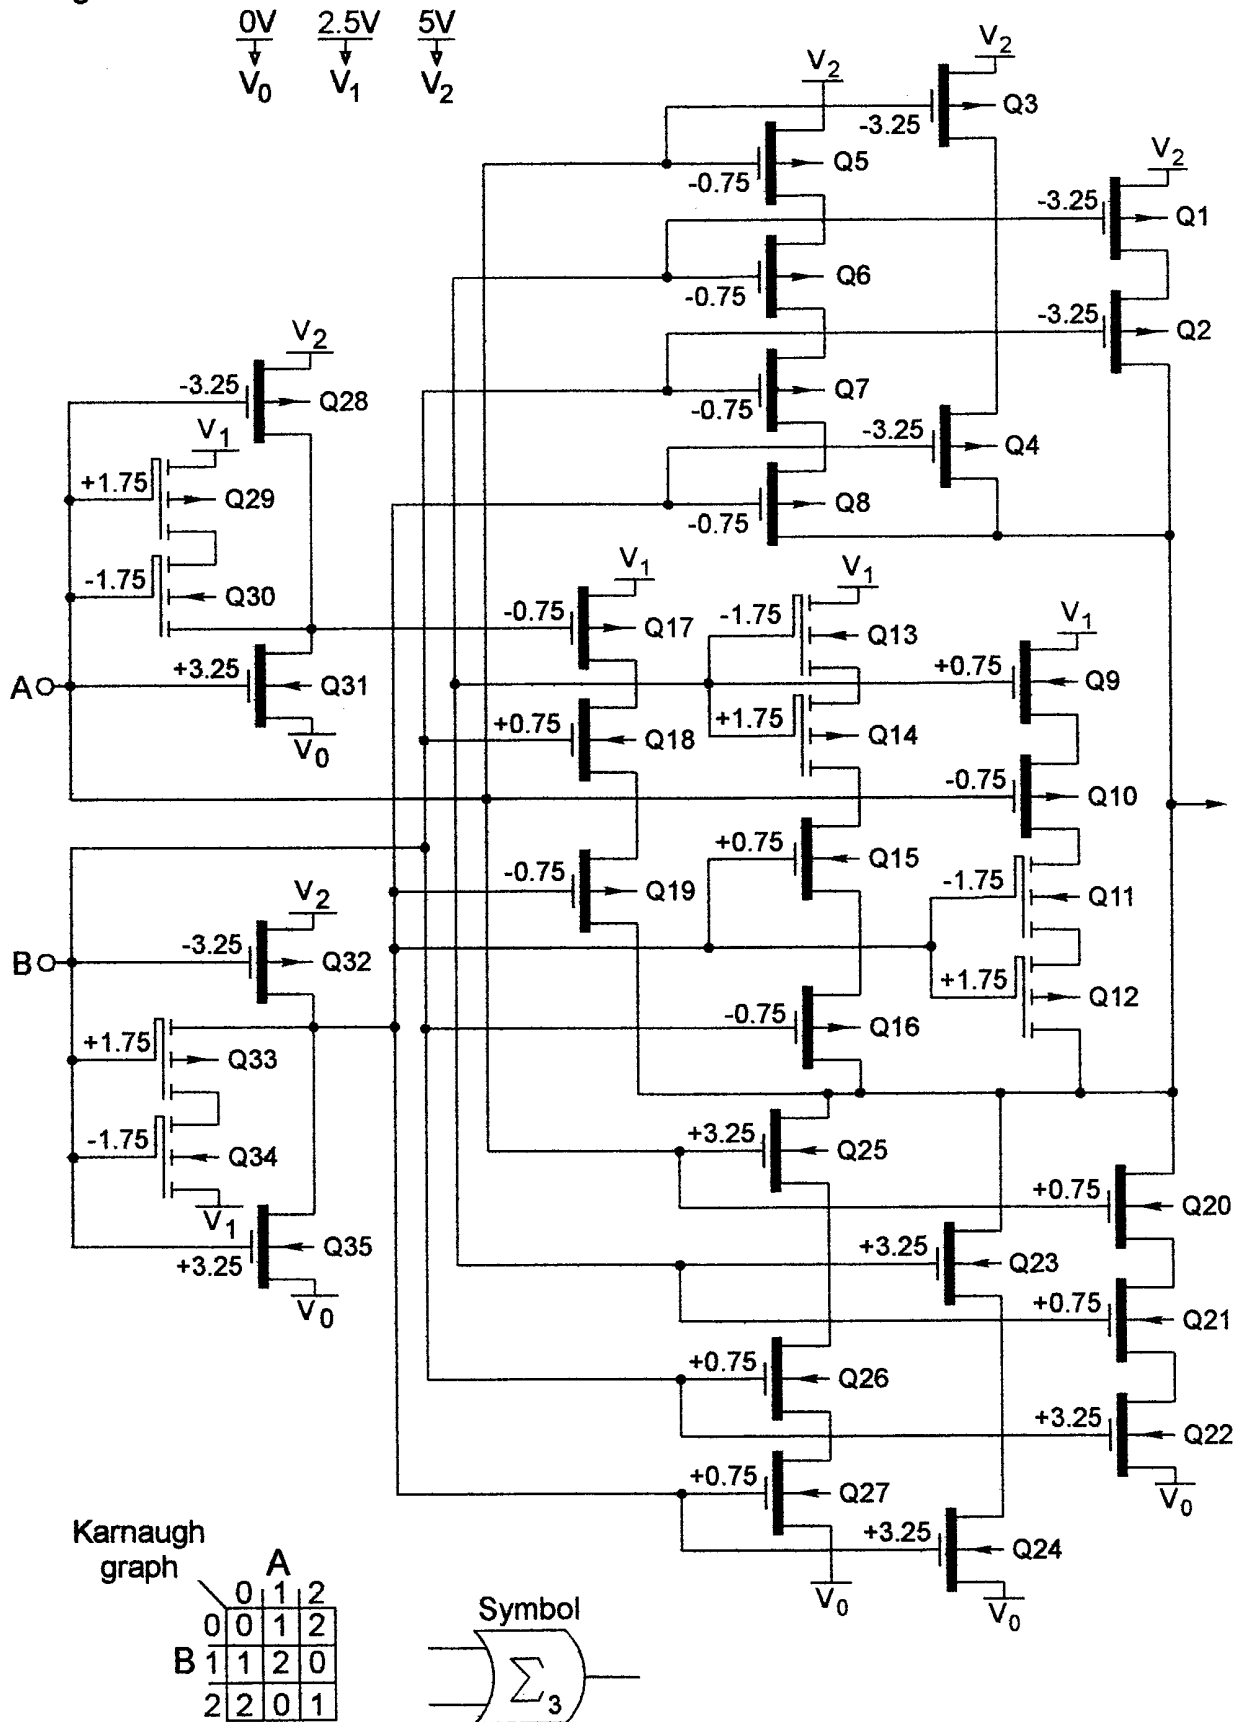 0V 2.5V 5V
V0 V1 V2
V2
-3.25 Q3
V2
-0.75 Q5
V2
-3.25 Q1
-0.75 Q6
-3.25 Q2
-0.75 Q7
V2
-3.25 Q28
-3.25 Q4
V1
+1.75 Q29
-0.75 Q8
-1.75 Q30
V1
-0.75 Q17
V1
-1.75 Q13
V1
+0.75 Q9
A +3.25 Q31
V0
+0.75 Q18
+1.75 Q14
-0.75 Q10
+0.75 Q15
-0.75 Q19
-1.75 Q11
V2
B -3.25 Q32
+1.75 Q12
-0.75 Q16
+1.75 Q33
-1.75 Q34
V1
+3.25 Q25
+0.75 Q20
+3.25 Q35
V0
+3.25 Q23
+0.75 Q21
+0.75 Q26
+3.25 Q22
V0
+0.75 Q27
+3.25 Q24
V0
V0
Karnaugh
graph
A
0 1 2
0 0 1 2
B 1 1 2 0
2 2 0 1
Symbol
Σ3